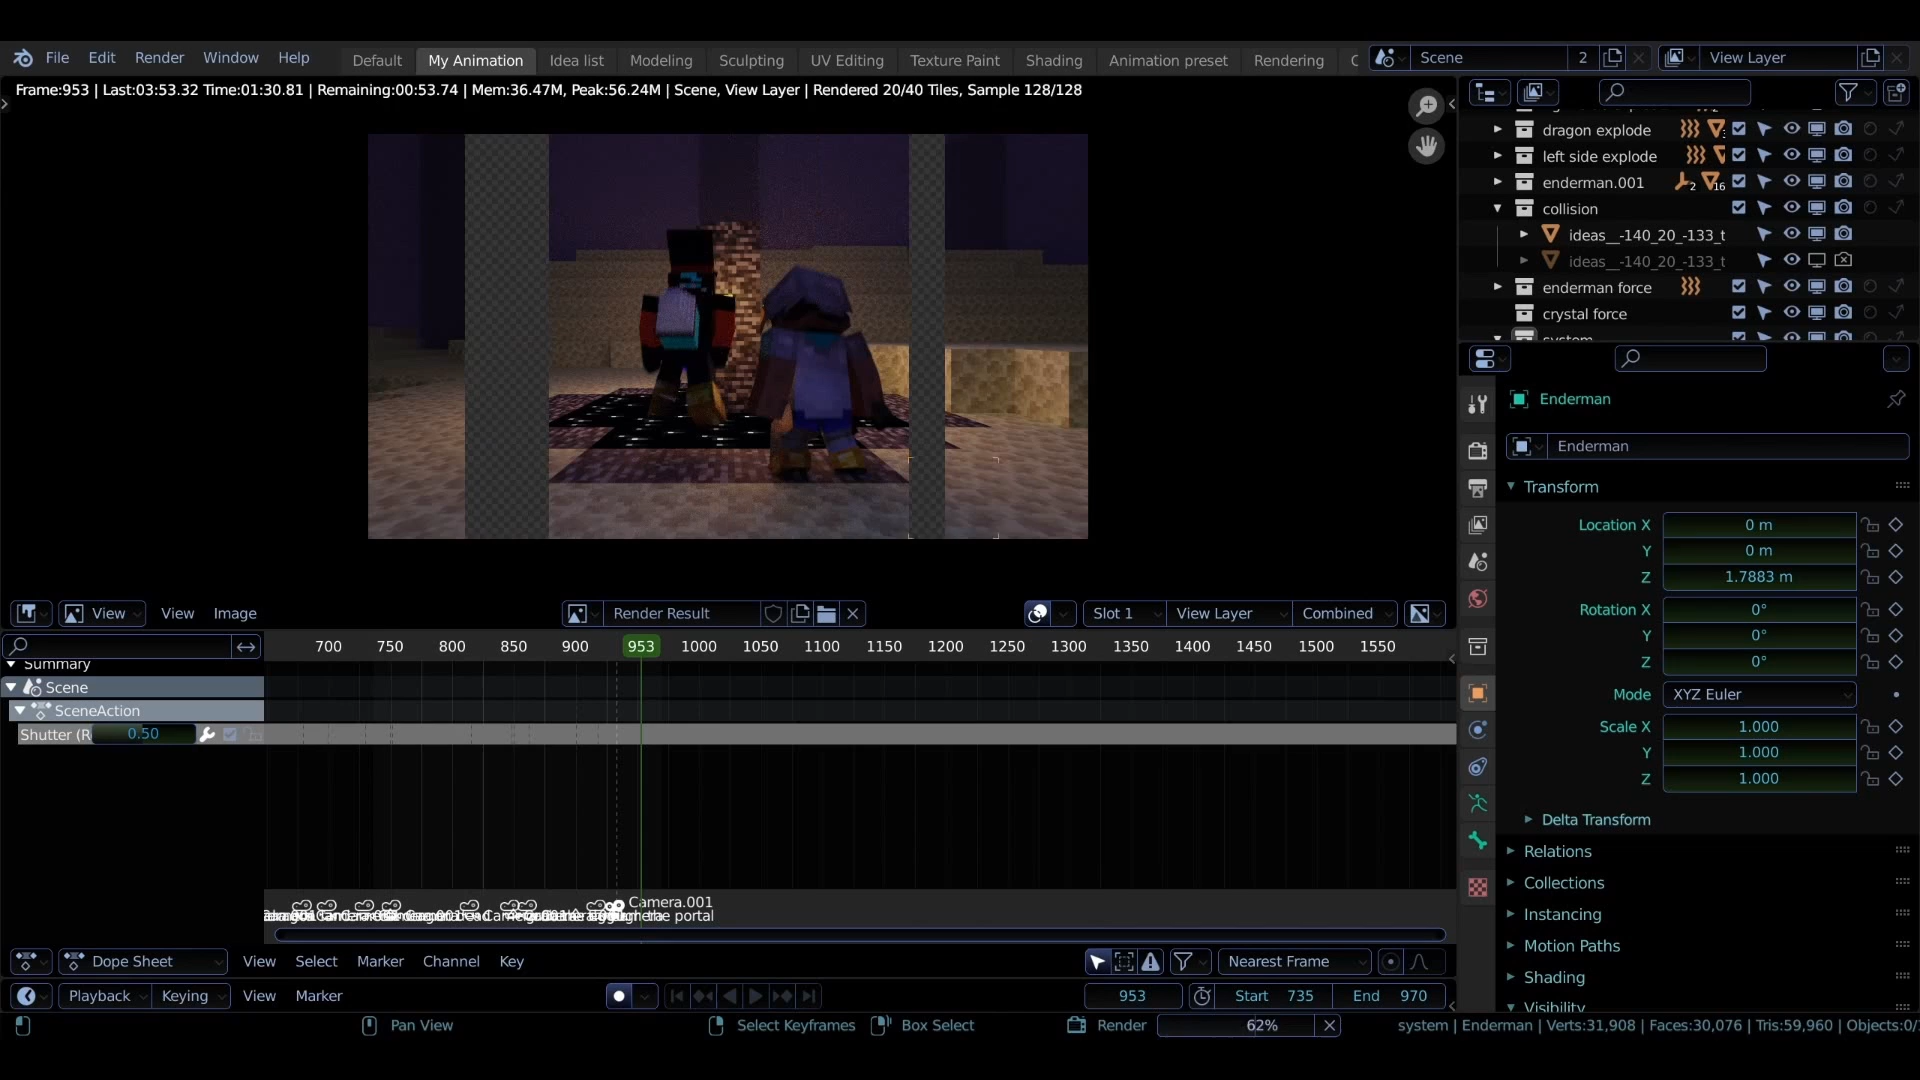 File Edit Render Window Help Default My Animation Idea list Modeling Sculpting UV Editing Texture Paint Shading Animation preset Rendering Scene 2 View Layer
Frame:953 | Last:03:53.32 Time:01:30.81 | Remaining:00:53.74 | Mem:36.47M, Peak:56.24M | Scene, View Layer | Rendered 20/40 Tiles, Sample 128/128
dragon explode
left side explode
enderman.001 2 16
collision
ideas__-140_20_-133_t
ideas__-140_20_-133_t
enderman force
crystal force
system
Enderman
Enderman
Transform
Location X 0 m
Y 0 m
Z 1.7883 m
Rotation X 0°
Y 0°
Z 0°
Mode XYZ Euler
Scale X 1.000
Y 1.000
Z 1.000
Delta Transform
Relations
Collections
Instancing
Motion Paths
Shading
Visibility
View View Image Render Result Slot 1 View Layer Combined
700 750 800 850 900 953 1000 1050 1100 1150 1200 1250 1300 1350 1400 1450 1500 1550
Summary
Scene
SceneAction
Shutter (R 0.50
Camera.001
the portal
Dope Sheet View Select Marker Channel Key Nearest Frame
Playback Keying View Marker 953 Start 735 End 970
Pan View Select Keyframes Box Select Render 62% system | Enderman | Verts:31,908 | Faces:30,076 | Tris:59,960 | Objects:0/